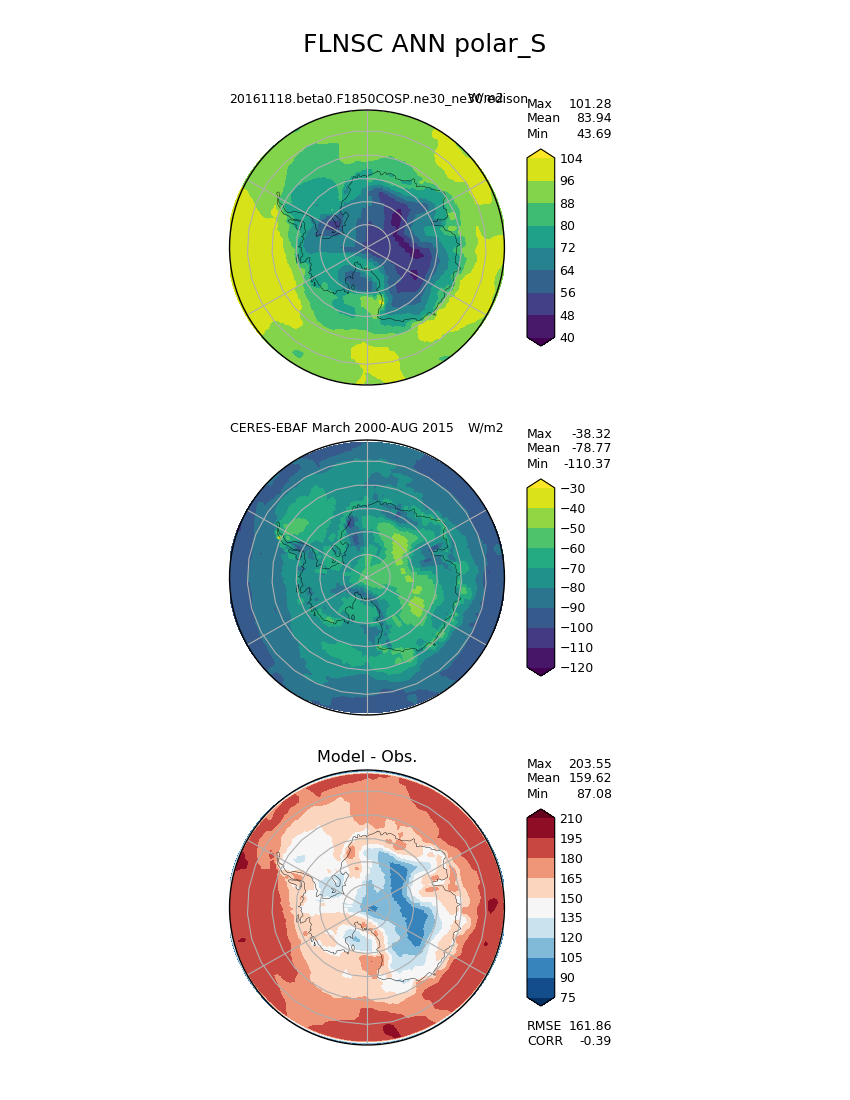 FLNSC ANN polar_S
20161118.beta0.F1850COSP.ne30_ne30.edison
W/m2
Max 101.28
Mean 83.94
Min 43.69
104
96
88
80
72
64
56
48
40
CERES-EBAF March 2000-AUG 2015 W/m2
Max -38.32
Mean -78.77
Min -110.37
−30
−40
−50
−60
−70
−80
−90
−100
−110
−120
Model - Obs.
Max 203.55
Mean 159.62
Min 87.08
210
195
180
165
150
135
120
105
90
75
RMSE 161.86
CORR -0.39